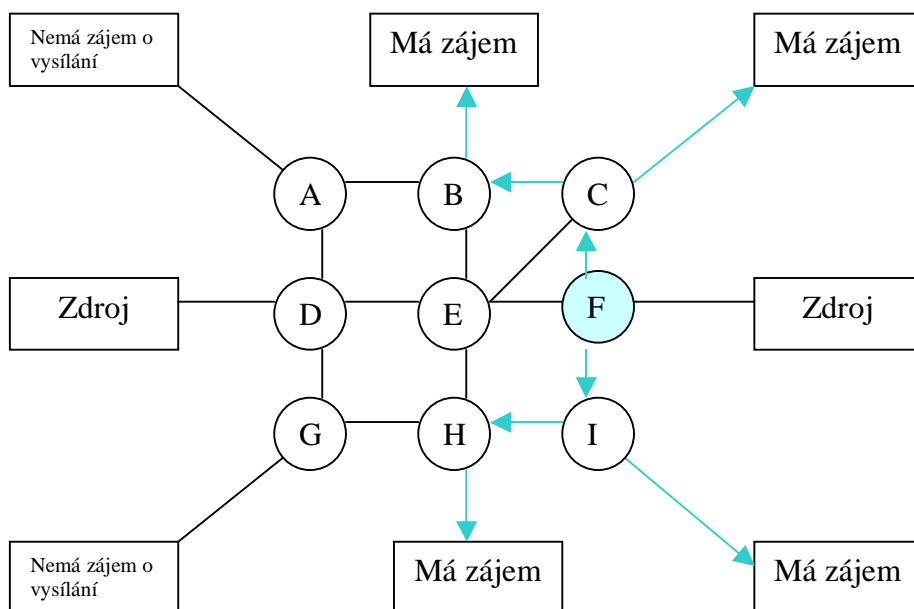 Nemá zájem o
vysílání
Má zájem
Má zájem
A
B
C
Zdroj
D
E
F
Zdroj
G
H
I
Nemá zájem o
vysílání
Má zájem
Má zájem